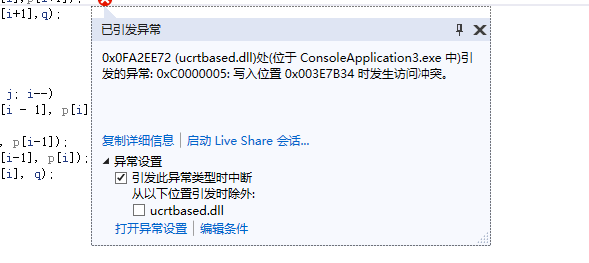 [i],p[i+1]);
[i+1],q);
已引发异常
0x0FA2EE72 (ucrtbased.dll)处(位于 ConsoleApplication3.exe 中)引
发的异常: 0xC0000005: 写入位置 0x003E7B34 时发生访问冲突。
j; i--)
[i - 1], p[i]
, p[i-1]);
[i-1], p[i]);
[i], q);
复制详细信息 | 启动 Live Share 会话...
异常设置
引发此异常类型时中断
从以下位置引发时除外:
ucrtbased.dll
打开异常设置 | 编辑条件